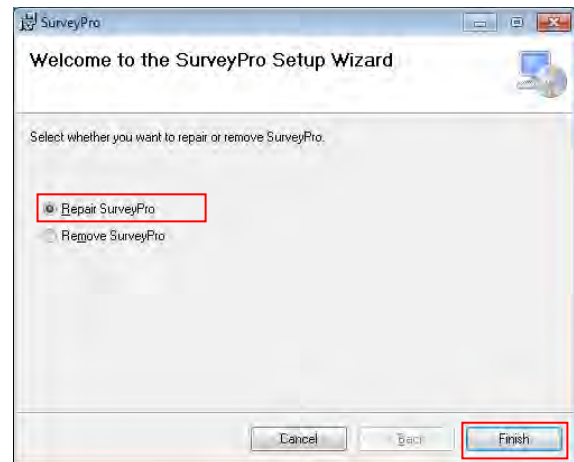 SurveyPro
Welcome to the SurveyPro Setup Wizard
Select whether you want to repair or remove SurveyPro.
Repair SurveyPro
Remove SurveyPro
Cancel
Back
Finish